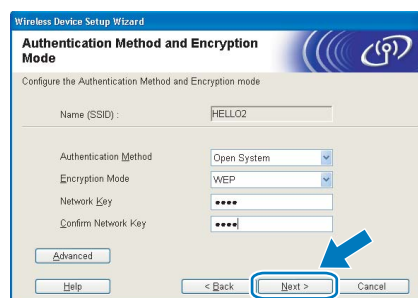 Wireless Device Setup Wizard
Authentication Method and Encryption
Mode
Configure the Authentication Method and Encryption mode
Name (SSID) : HELLO2
Authentication Method Open System
Encryption Mode WEP
Network Key ••••
Confirm Network Key ••••
Advanced
Help < Back Next > Cancel